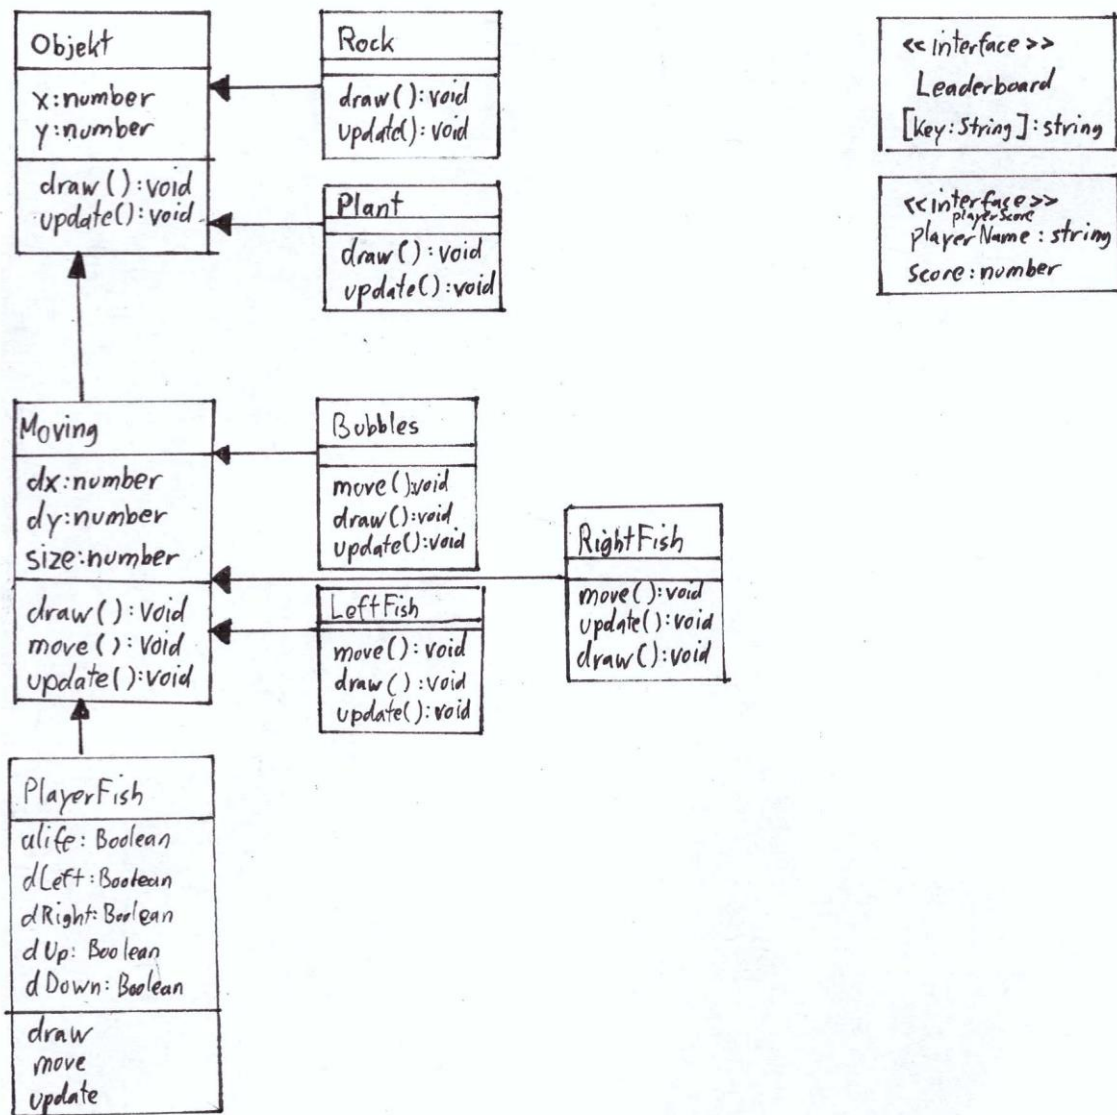 Objekt
x:number
y:number
draw():void
update():void
Rock
draw():void
update():void
Plant
draw():void
update():void
<<interface>>
Leaderboard
[Key:String]:string
<<interface>>
playerScore
playerName:string
score:number
Moving
dx:number
dy:number
size:number
draw():void
move():void
update():void
Bubbles
move():void
draw():void
update():void
LeftFish
move():void
draw():void
update():void
RightFish
move():void
update():void
draw():void
PlayerFish
alife:Boolean
dLeft:Boolean
dRight:Boolean
dUp:Boolean
dDown:Boolean
draw
move
update